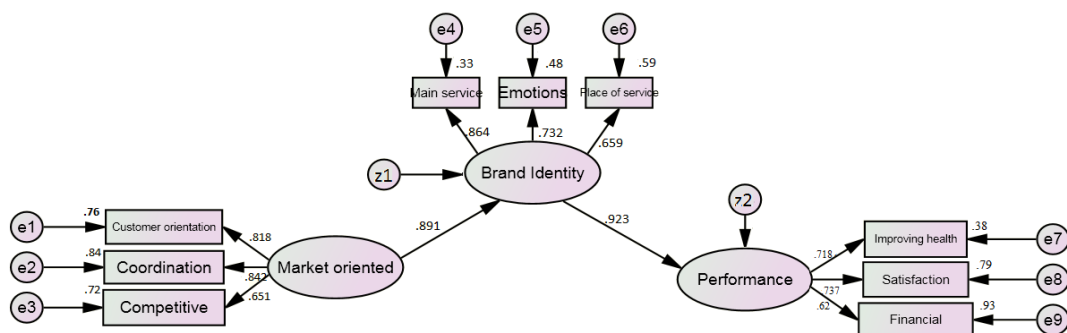 e4
e5
e6
.33
.48
.59
Main service
Emotions
Place of service
.864
.732
.659
z1
Brand Identity
z2
e1
.76
Customer orientation
.818
.891
.923
e2
.84
Coordination
.842
Market oriented
e3
.72
Competitive
.651
Performance
.718
Improving health
.38
e7
.737
Satisfaction
.79
e8
.62
Financial
.93
e9